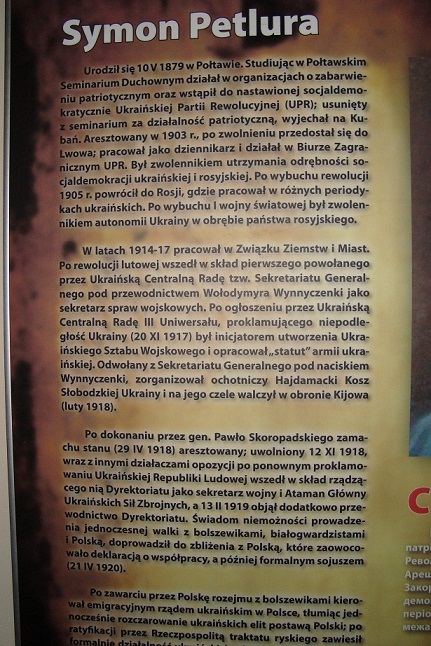 Symon Petlura
Urodził się 10 V 1879 w Połtawie. Studiując w Połtawskim
Seminarium Duchownym działał w organizacjach o zabarwie-
niu patriotycznym oraz wstąpił do nastawionej socjaldemo-
kratycznie Ukraińskiej Partii Rewolucyjnej (UPR); usunięty
z seminarium za działalność patriotyczną, wyjechał na Ku-
bań. Aresztowany w 1903 r., po zwolnieniu przedostał się do
Lwowa; pracował jako dziennikarz i działał w Biurze Zagra-
nicznym UPR. Był zwolennikiem utrzymania odrębności so-
cjaldemokracji ukraińskiej i rosyjskiej. Po wybuchu rewolucji
1905 r. powrócił do Rosji, gdzie pracował w różnych periody-
kach ukraińskich. Po wybuchu I wojny światowej był zwolen-
nikiem autonomii Ukrainy w obrębie państwa rosyjskiego.
W latach 1914-17 pracował w Związku Ziemstw i Miast.
Po rewolucji lutowej wszedł w skład pierwszego powołanego
przez Ukraińską Centralną Radę tzw. Sekretariatu General-
nego pod przewodnictwem Wołodymyra Wynnyczenki jako
sekretarz spraw wojskowych. Po ogłoszeniu przez Ukraińską
Centralną Radę III Uniwersału, proklamującego niepodle-
głość Ukrainy (20 XI 1917) był inicjatorem utworzenia Ukra-
ińskiego Sztabu Wojskowego i opracował „statut” armii ukra-
ińskiej. Odwołany z Sekretariatu Generalnego pod naciskiem
Wynnyczenki, zorganizował ochotniczy Hajdamacki Kosz
Słobodzkiej Ukrainy i na jego czele walczył w obronie Kijowa
(luty 1918).
Po dokonaniu przez gen. Pawło Skoropadskiego zama-
chu stanu (29 IV 1918) aresztowany; uwolniony 12 XI 1918,
wraz z innymi działaczami opozycji po ponownym proklamo-
waniu Ukraińskiej Republiki Ludowej wszedł w skład rządzą-
cego nią Dyrektoriatu jako sekretarz wojny i Ataman Główny
Ukraińskich Sił Zbrojnych, a 13 II 1919 objął dodatkowo prze-
wodnictwo Dyrektoriatu. Świadom niemożności prowadze-
nia jednoczesnej walki z bolszewikami, białogwardzistami
i Polską, doprowadził do zbliżenia z Polską, które zaowoco-
wało deklaracją o współpracy, a później formalnym sojuszem
(21 IV 1920).
Po zawarciu przez Polskę rozejmu z bolszewikami kiero-
wał emigracyjnym rządem ukraińskim w Polsce, tłumiąc jed-
nocześnie rozczarowanie ukraińskich elit postawą Polski; po
ratyfikacji przez Rzeczpospolitą traktatu ryskiego zawiesił
formalnie
С
патри
Рево
Ареш
Закор
демо
періо
межа